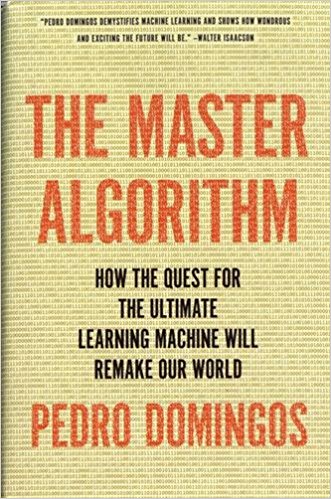 "PEDRO DOMINGOS DEMYSTIFIES MACHINE LEARNING AND SHOWS HOW WONDROUS
AND EXCITING THE FUTURE WILL BE." —WALTER ISAACSON
THE MASTER
ALGORITHM
HOW THE QUEST FOR
THE ULTIMATE
LEARNING MACHINE WILL
REMAKE OUR WORLD
PEDRO DOMINGOS